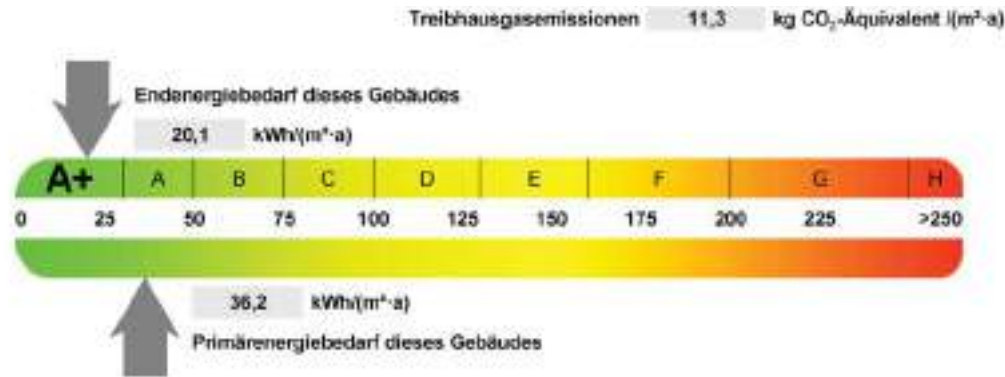 Treibhausgasemissionen 11,3 kg CO₂-Äquivalent /(m²·a)
Endenergiebedarf dieses Gebäudes
20,1 kWh/(m²·a)
A+ A B C D E F G H
0 25 50 75 100 125 150 175 200 225 >250
36,2 kWh/(m²·a)
Primärenergiebedarf dieses Gebäudes